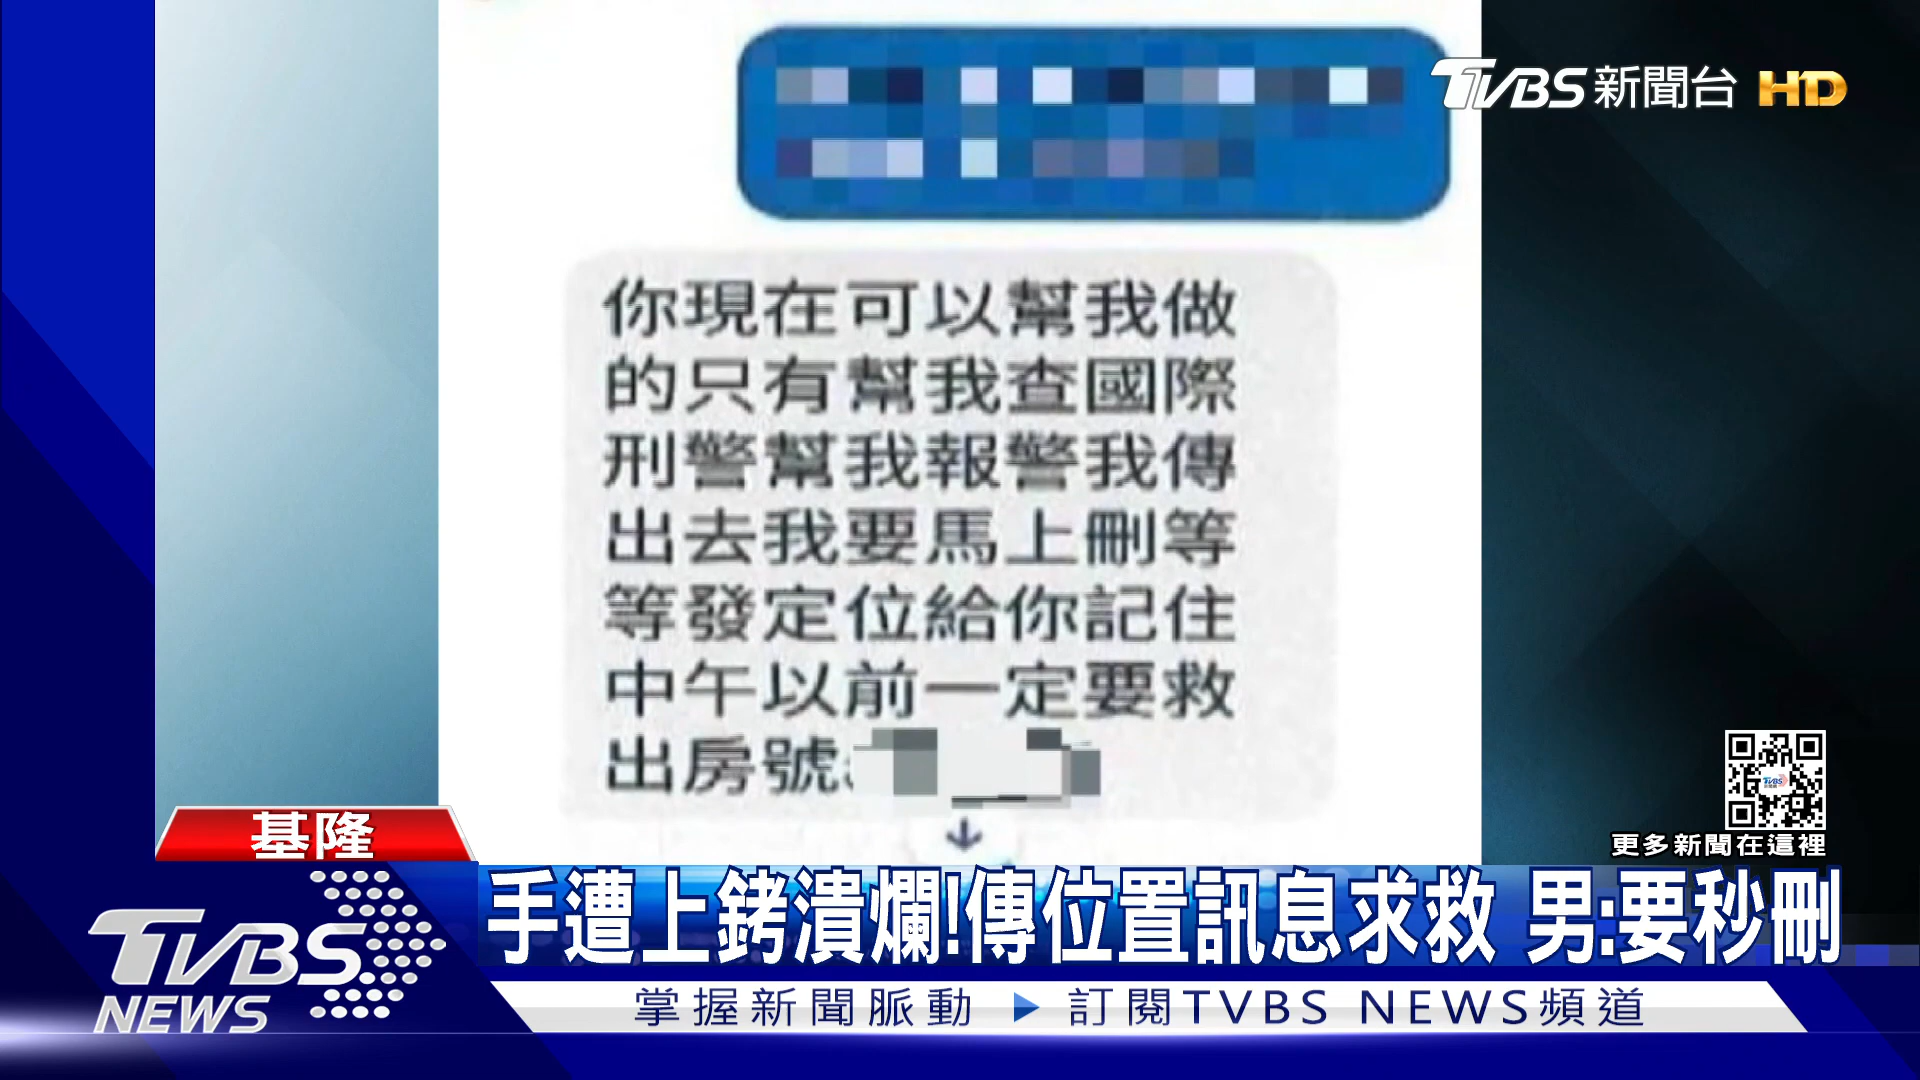 TVBS新聞台 HD
你現在可以幫我做
的只有幫我查國際
刑警幫我報警我傳
出去我要馬上刪等
等發定位給你記住
中午以前一定要救
出房號
更多新聞在這裡
基隆
手遭上銬潰爛!傳位置訊息求救 男:要秒刪
TVBS NEWS
掌握新聞脈動 ▶ 訂閱TVBS NEWS頻道